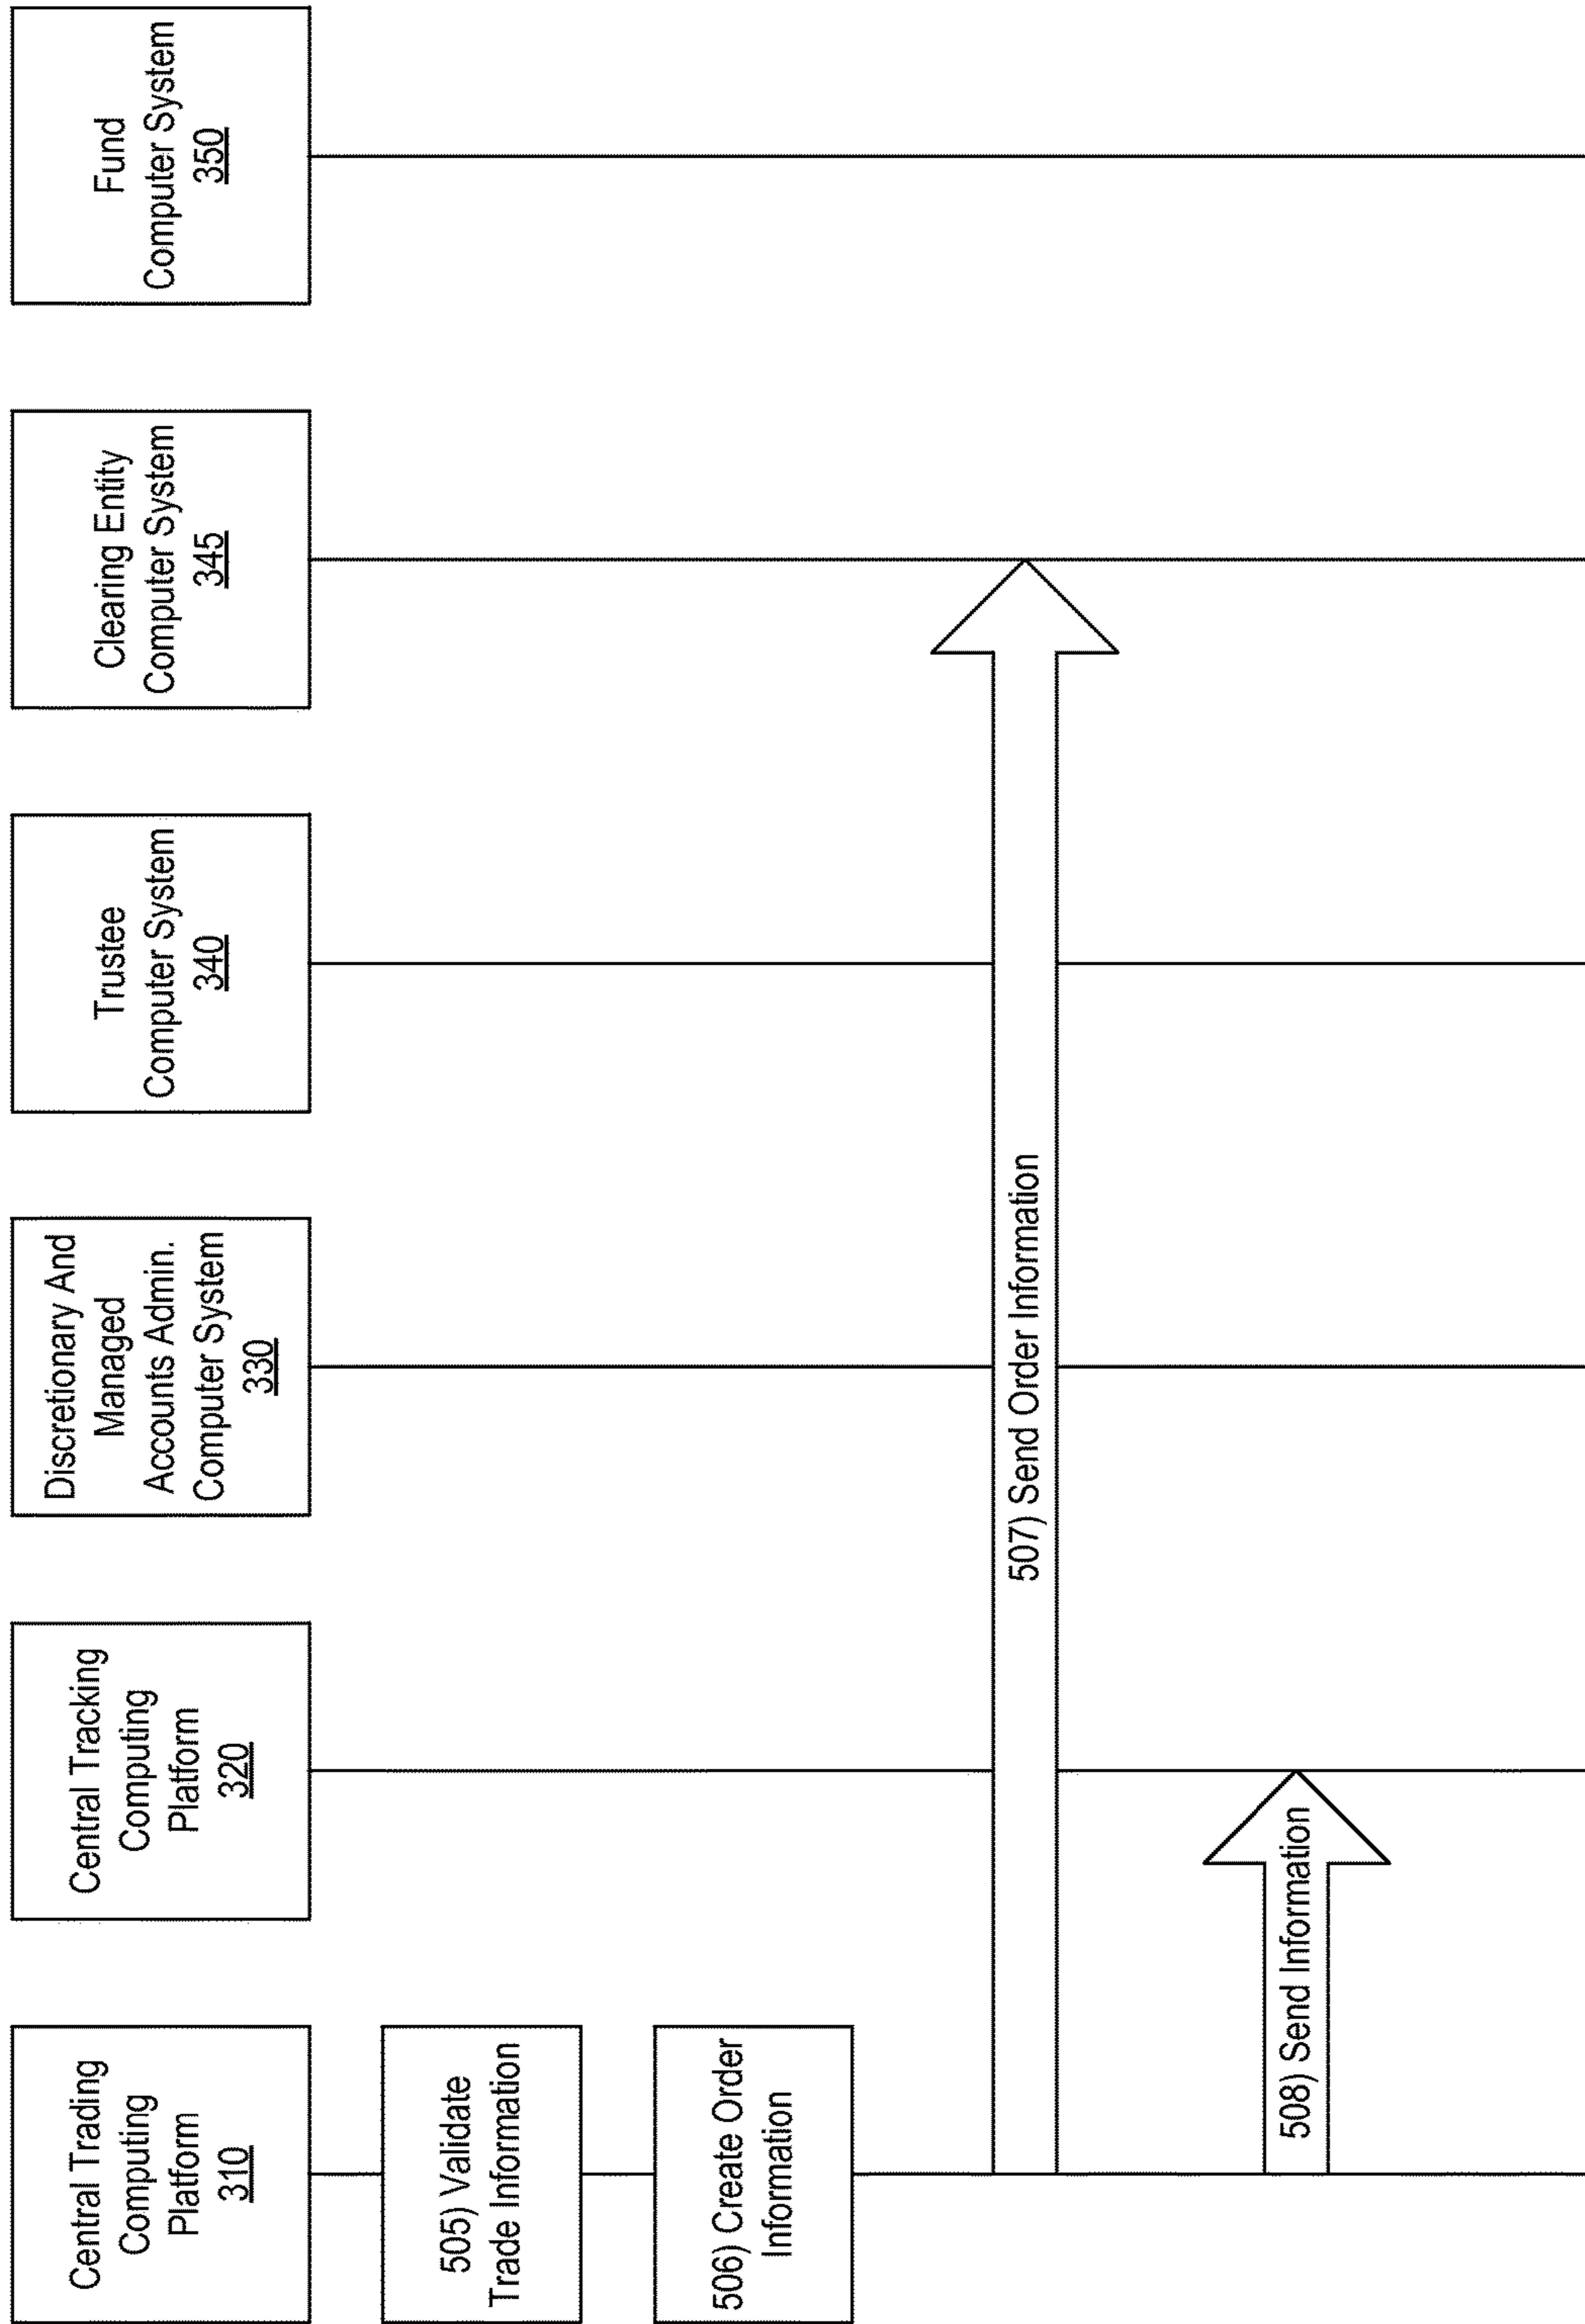 Central Trading
Computing
Platform
310
Central Tracking
Computing
Platform
320
Discretionary And
Managed
Accounts Admin.
Computer System
330
Trustee
Computer System
340
Clearing Entity
Computer System
345
Fund
Computer System
350
505) Validate
Trade Information
506) Create Order
Information
507) Send Order Information
508) Send Information